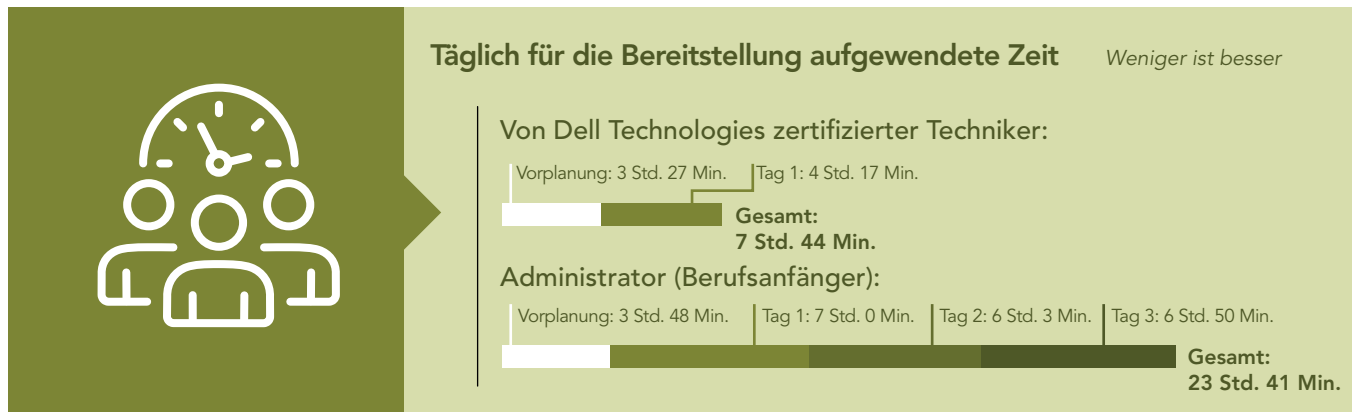 Täglich für die Bereitstellung aufgewendete Zeit Weniger ist besser
Von Dell Technologies zertifizierter Techniker:
Vorplanung: 3 Std. 27 Min. Tag 1: 4 Std. 17 Min.
Gesamt:
7 Std. 44 Min.
Administrator (Berufsanfänger):
Vorplanung: 3 Std. 48 Min. Tag 1: 7 Std. 0 Min. Tag 2: 6 Std. 3 Min. Tag 3: 6 Std. 50 Min.
Gesamt:
23 Std. 41 Min.